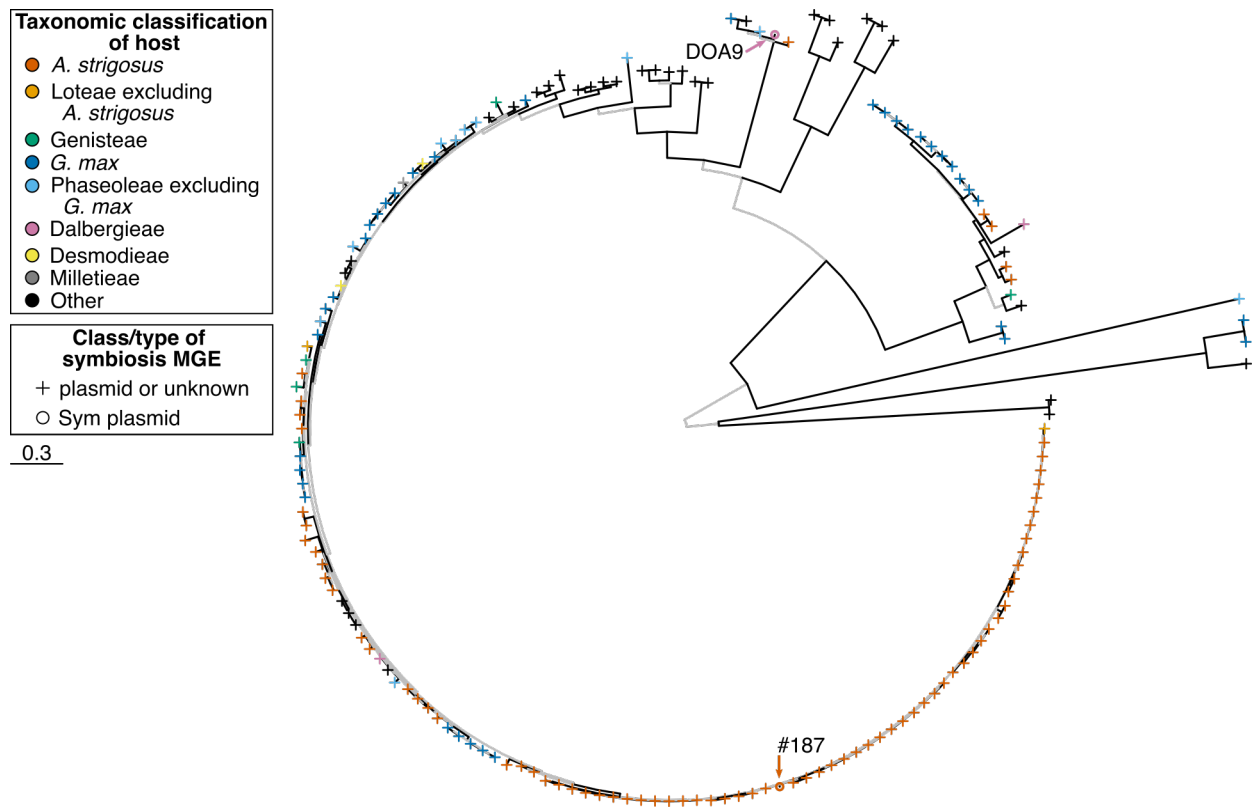 Taxonomic classification
of host
A. strigosus
Loteae excluding
A. strigosus
Genisteae
G. max
Phaseoleae excluding
G. max
Dalbergieae
Desmodieae
Milletieae
Other
Class/type of
symbiosis MGE
+ plasmid or unknown
Sym plasmid
0.3
DOA9
#187